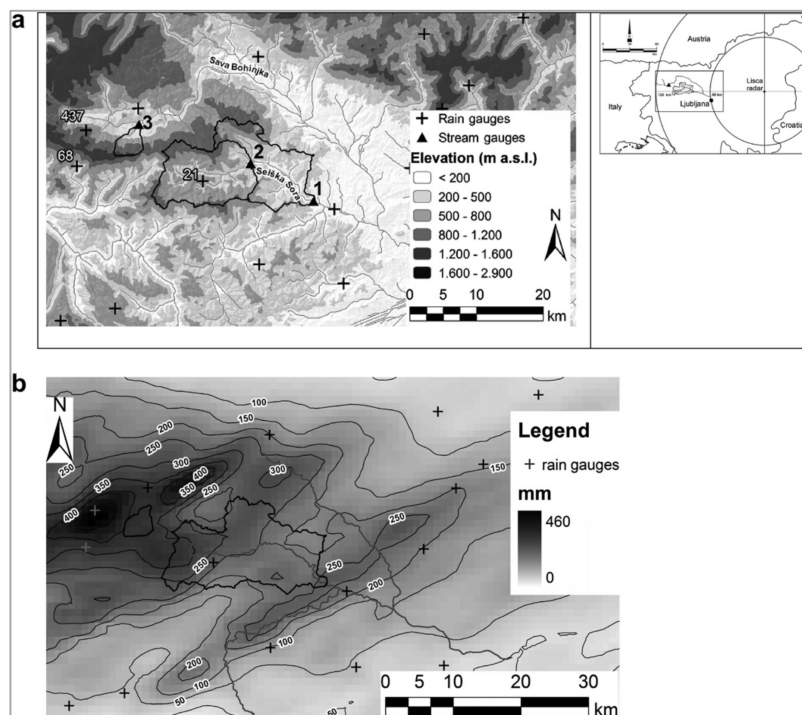 a
Sava Bohinjka
437
3
68
2
21
Selška Sora
1
Rain gauges
Stream gauges
Elevation (m a.s.l.)
< 200
200 - 500
500 - 800
800 - 1.200
1.200 - 1.600
1.600 - 2.900
N
0 5 10 20
km
Austria
Lisca
radar
Ljubljana
Italy
Croatia
b
N
100
200
150
250
250
300
400
300
350
350
250
400
150
250
250
250
200
100
200
100
50
50
Legend
rain gauges
mm
460
0
0 5 10 20 30
km